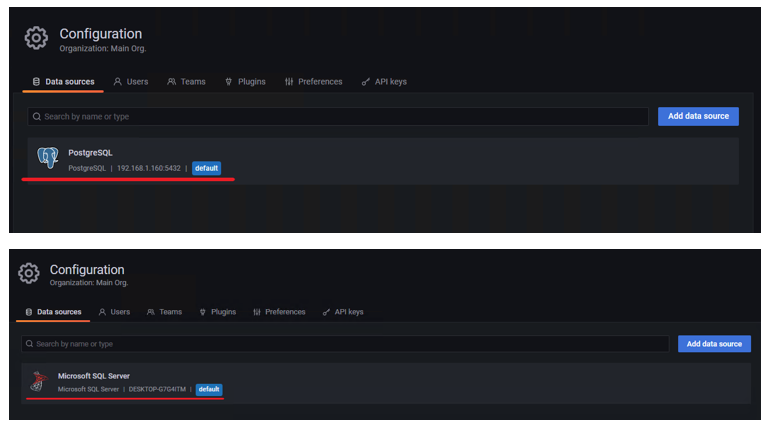 Configuration
Organization: Main Org.
Data sources Users Teams Plugins Preferences API keys
Search by name or type Add data source
PostgreSQL
PostgreSQL | 192.168.1.160:5432 | default
Configuration
Organization: Main Org.
Data sources Users Teams Plugins Preferences API keys
Search by name or type Add data source
Microsoft SQL Server
Microsoft SQL Server | DESKTOP-G7G4ITM | default